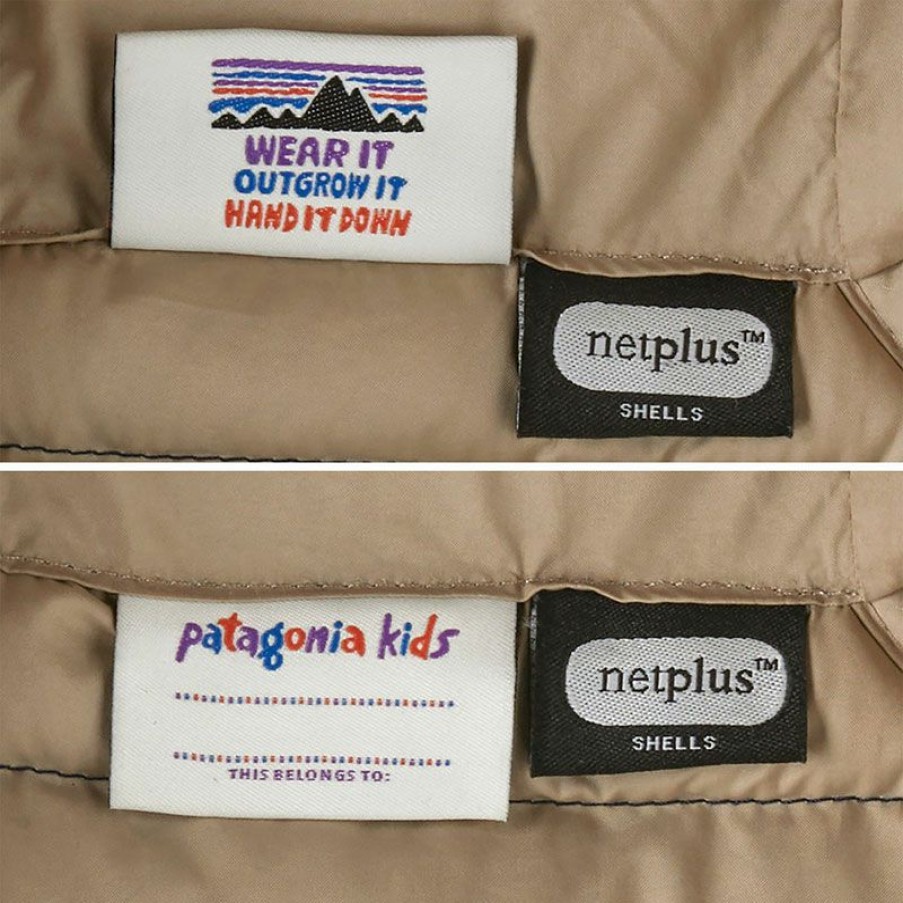 WEAR IT
OUTGROW IT
HAND IT DOWN
netplus™
SHELLS
patagonia kids
THIS BELONGS TO:
netplus™
SHELLS